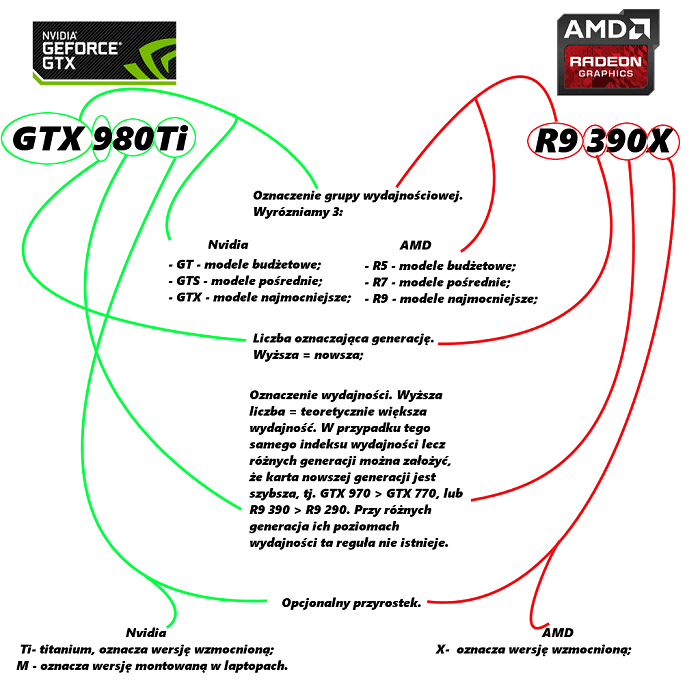 NVIDIA
GEFORCE
GTX
AMD
RADEON
GRAPHICS
GTX 980Ti
R9 390X
Oznaczenie grupy wydajnościowej.
Wyrózniamy 3:
Nvidia
- GT - modele budżetowe;
- GTS - modele pośrednie;
- GTX - modele najmocniejsze;
AMD
- R5 - modele budżetowe;
- R7 - modele pośrednie;
- R9 - modele najmocniejsze;
Liczba oznaczająca generację.
Wyższa = nowsza;
Oznaczenie wydajności. Wyższa
liczba = teoretycznie większa
wydajność. W przypadku tego
samego indeksu wydajności lecz
różnych generacji można założyć,
że karta nowszej generacji jest
szybsza, tj. GTX 970 > GTX 770, lub
R9 390 > R9 290. Przy różnych
generacja ich poziomach
wydajności ta reguła nie istnieje.
Opcjonalny przyrostek.
Nvidia
Ti- titanium, oznacza wersję wzmocnioną;
M - oznacza wersję montowaną w laptopach.
AMD
X- oznacza wersję wzmocnioną;